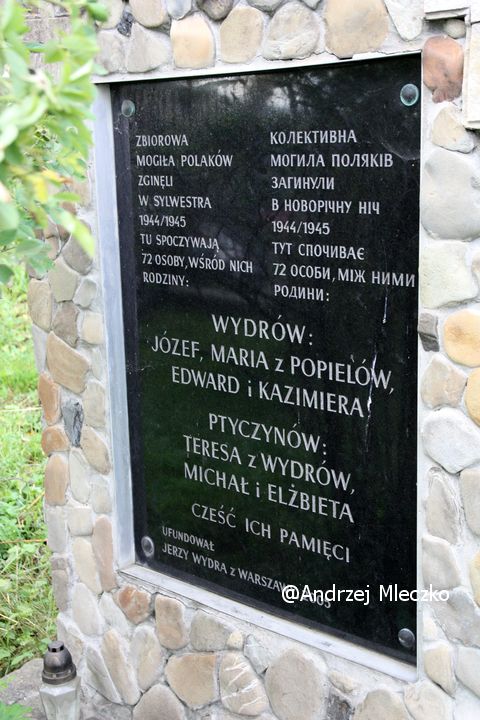 ZBIOROWA
MOGIŁA POLAKÓW
ZGINĘLI
W SYLWESTRA
1944/1945
TU SPOCZYWAJĄ
72 OSOBY, WŚRÓD NICH
RODZINY:
КОЛЕКТИВНА
МОГИЛА ПОЛЯКІВ
ЗАГИНУЛИ
В НОВОРІЧНУ НІЧ
1944/1945
ТУТ СПОЧИВАЄ
72 ОСОБИ, МІЖ НИМИ
РОДИНИ:
WYDRÓW:
JÓZEF, MARIA z POPIELÓW,
EDWARD i KAZIMIERA
PTYCZYNÓW:
TERESA z WYDRÓW,
MICHAŁ i ELŻBIETA
CZEŚĆ ICH PAMIĘCI
UFUNDOWAŁ
JERZY WYDRA z
@Andrzej Mleczko